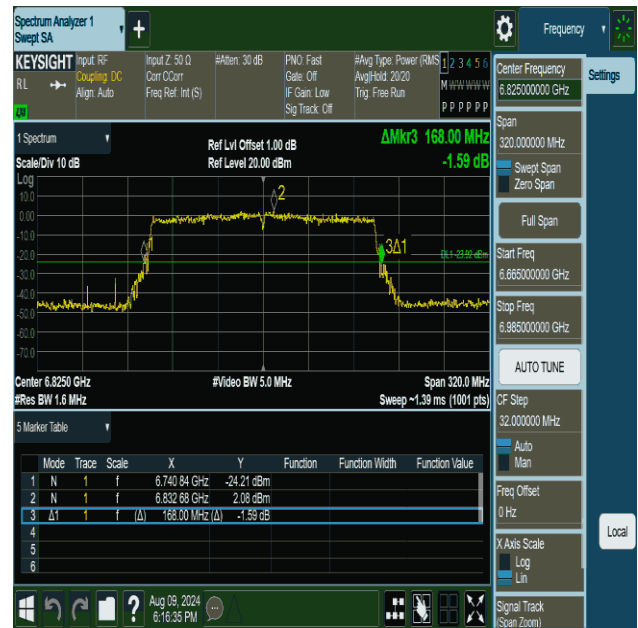 Spectrum Analyzer 1
Swept SA
+
Frequency
KEYSIGHT
RL
Input: RF
Coupling: DC
Align: Auto
Input Z: 50 Ω
Corr CCorr
Freq Ref: Int (S)
#Atten: 30 dB
PNO: Fast
Gate: Off
IF Gain: Low
Sig Track: Off
#Avg Type: Power (RMS
Avg|Hold: 20/20
Trig: Free Run
1 2 3 4 5 6
M W W W W W
P P P P P P
1 Spectrum
Scale/Div 10 dB
Ref Lvl Offset 1.00 dB
Ref Level 20.00 dBm
ΔMkr3 168.00 MHz
-1.59 dB
Log
10.0
0.00
-10.0
-20.0
-30.0
-40.0
-50.0
-60.0
-70.0
2
3Δ1
DL1 -23.92 dBm
Center 6.8250 GHz
#Res BW 1.6 MHz
#Video BW 5.0 MHz
Span 320.0 MHz
Sweep ~1.39 ms (1001 pts)
5 Marker Table
Mode Trace Scale X Y Function Function Width Function Value
1 N 1 f 6.740 84 GHz -24.21 dBm
2 N 1 f 6.832 68 GHz 2.08 dBm
3 Δ1 1 f (Δ) 168.00 MHz (Δ) -1.59 dB
4
5
6
Aug 09, 2024
6:16:35 PM
Center Frequency
6.825000000 GHz
Span
320.000000 MHz
Swept Span
Zero Span
Full Span
Start Freq
6.665000000 GHz
Stop Freq
6.985000000 GHz
AUTO TUNE
CF Step
32.000000 MHz
Auto
Man
Freq Offset
0 Hz
X Axis Scale
Log
Lin
Signal Track
(Span Zoom)
Settings
Local